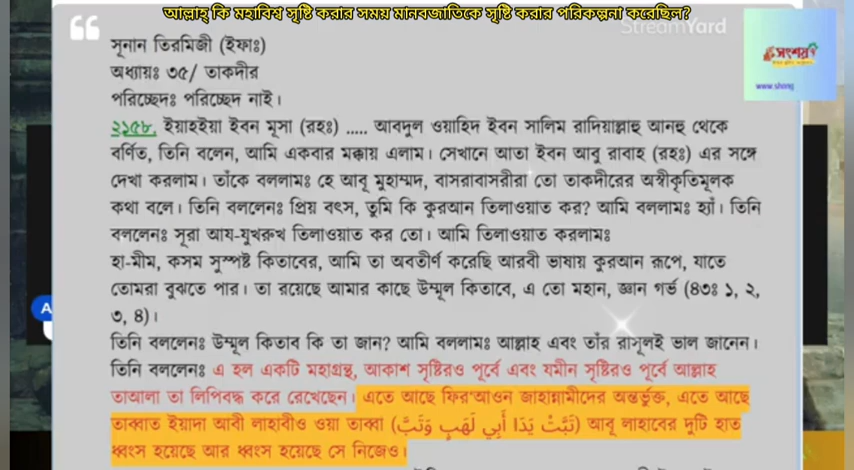 আল্লাহ্ কি মহাবিশ্ব সৃষ্টি করার সময় মানবজাতিকে সৃষ্টি করার পরিকল্পনা করেছিল?
StreamYard
সংশয়
সূনান তিরমিজী (ইফাঃ)
অধ্যায়ঃ ৩৫/ তাকদীর
পরিচ্ছেদঃ পরিচ্ছেদ নাই।
২১৫৮. ইয়াহইয়া ইবন মূসা (রহঃ) ..... আবদুল ওয়াহিদ ইবন সালিম রাদিয়াল্লাহু আনহু থেকে
বর্ণিত, তিনি বলেন, আমি একবার মক্কায় এলাম। সেখানে আতা ইবন আবু রাবাহ (রহঃ) এর সঙ্গে
দেখা করলাম। তাঁকে বললামঃ হে আবূ মুহাম্মদ, বাসরাবাসরীরা তো তাকদীরের অস্বীকৃতিমূলক
কথা বলে। তিনি বললেনঃ প্রিয় বৎস, তুমি কি কুরআন তিলাওয়াত কর? আমি বললামঃ হ্যাঁ। তিনি
বললেনঃ সূরা আয-যুখরুখ তিলাওয়াত কর তো। আমি তিলাওয়াত করলামঃ
হা-মীম, কসম সুস্পষ্ট কিতাবের, আমি তা অবতীর্ণ করেছি আরবী ভাষায় কুরআন রূপে, যাতে
তোমরা বুঝতে পার। তা রয়েছে আমার কাছে উম্মূল কিতাবে, এ তো মহান, জ্ঞান গর্ভ (৪৩ঃ ১, ২,
৩, ৪)।
A
তিনি বললেনঃ উম্মূল কিতাব কি তা জান? আমি বললামঃ আল্লাহ এবং তাঁর রাসূলই ভাল জানেন।
তিনি বললেনঃ এ হল একটি মহাগ্রন্থ, আকাশ সৃষ্টিরও পূর্বে এবং যমীন সৃষ্টিরও পূর্বে আল্লাহ
তাআলা তা লিপিবদ্ধ করে রেখেছেন। এতে আছে ফির'আওন জাহান্নামীদের অন্তর্ভুক্ত, এতে আছে
তাব্বাত ইয়াদা আবী লাহাবীও ওয়া তাব্বা (تَبَّتْ يَدَا أَبِي لَهَبٍ وَتَبَّ) আবূ লাহাবের দুটি হাত
ধ্বংস হয়েছে আর ধ্বংস হয়েছে সে নিজেও।